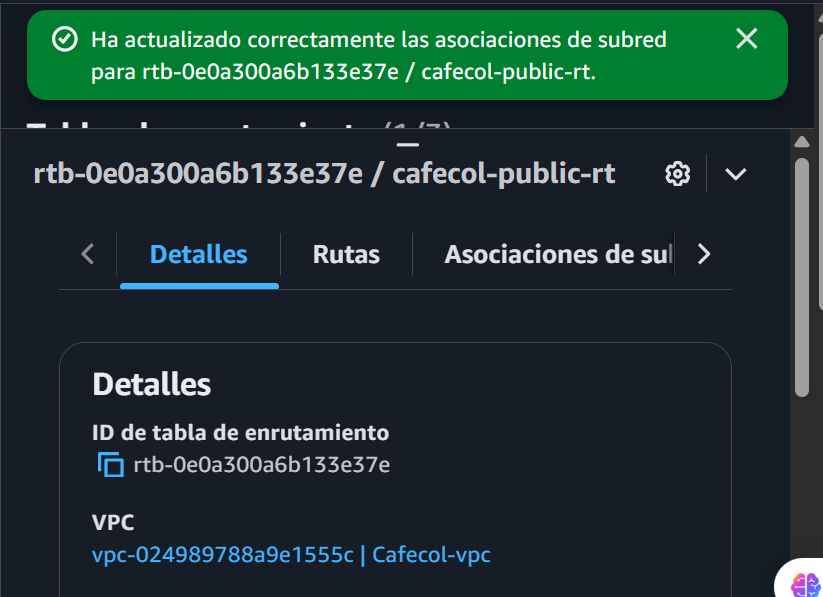 Ha actualizado correctamente las asociaciones de subred
para rtb-0e0a300a6b133e37e / cafecol-public-rt.
rtb-0e0a300a6b133e37e / cafecol-public-rt
Detalles
Rutas
Asociaciones de sul
Detalles
ID de tabla de enrutamiento
rtb-0e0a300a6b133e37e
VPC
vpc-024989788a9e1555c | Cafecol-vpc